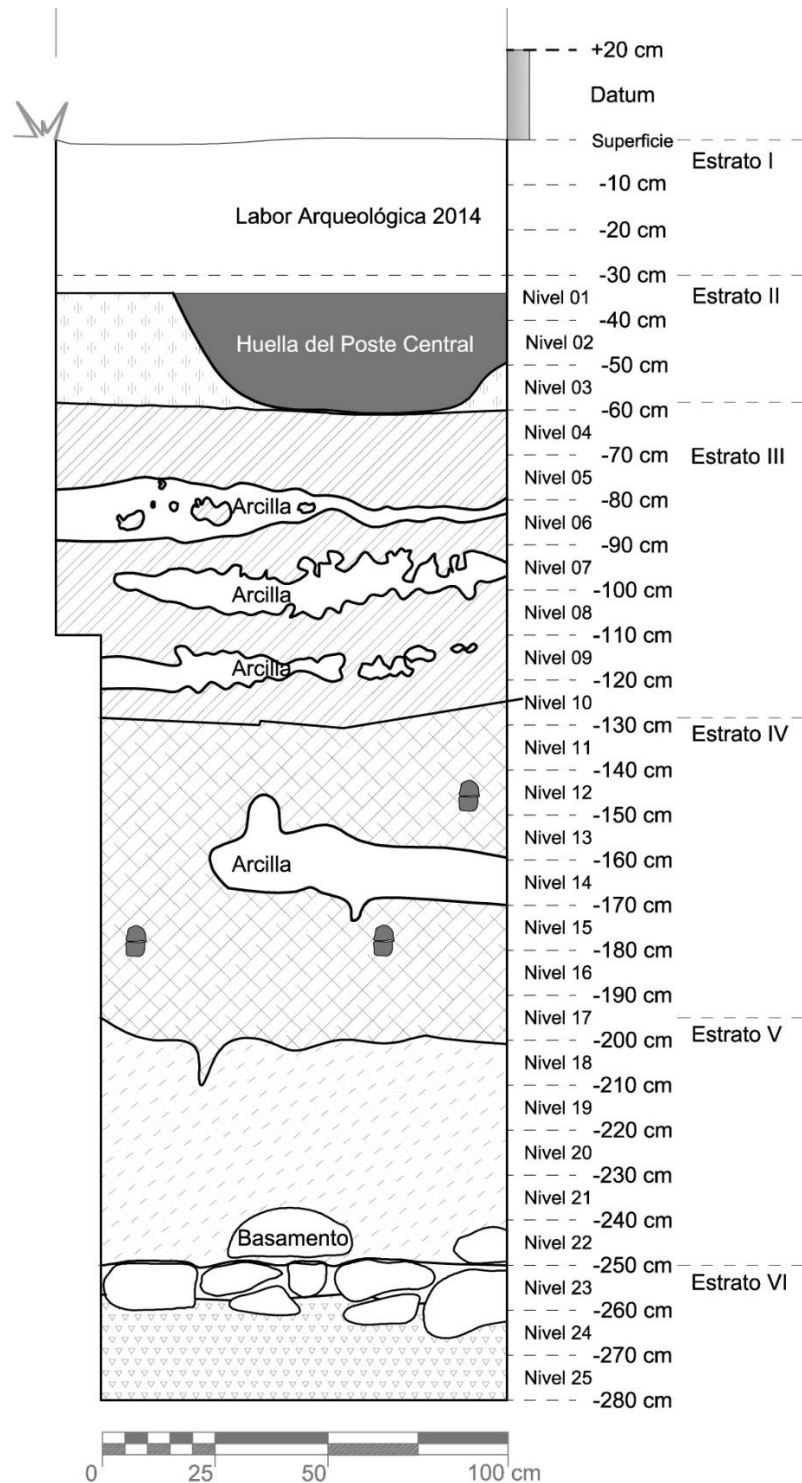 +20 cm
Datum
Superficie
Estrato I
-10 cm
Labor Arqueológica 2014
-20 cm
-30 cm
Estrato II
Nivel 01
-40 cm
Huella del Poste Central
Nivel 02
-50 cm
Nivel 03
-60 cm
Nivel 04
-70 cm
Estrato III
Nivel 05
-80 cm
Arcilla
Nivel 06
-90 cm
Nivel 07
-100 cm
Arcilla
Nivel 08
-110 cm
Nivel 09
Arcilla
-120 cm
Nivel 10
-130 cm
Estrato IV
Nivel 11
-140 cm
Nivel 12
-150 cm
Nivel 13
-160 cm
Arcilla
Nivel 14
-170 cm
Nivel 15
-180 cm
Nivel 16
-190 cm
Nivel 17
-200 cm
Estrato V
Nivel 18
-210 cm
Nivel 19
-220 cm
Nivel 20
-230 cm
Nivel 21
-240 cm
Basamento
Nivel 22
-250 cm
Estrato VI
Nivel 23
-260 cm
Nivel 24
-270 cm
Nivel 25
-280 cm
0 25 50 100 cm